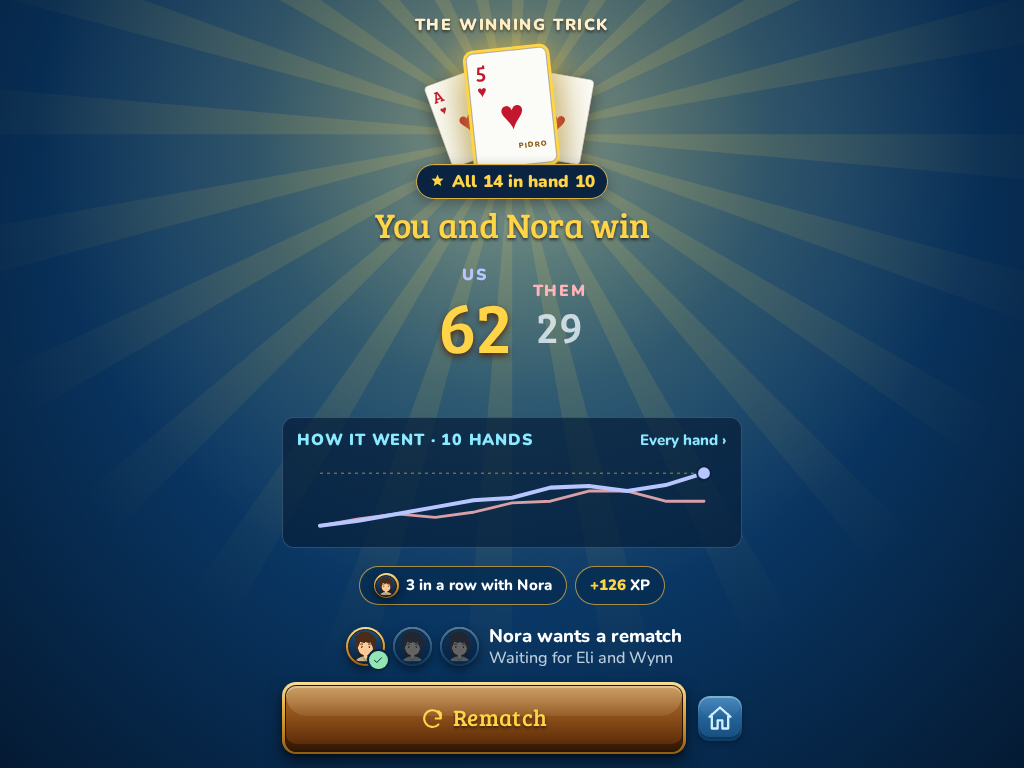 THE WINNING TRICK
A
5
PIDRO
All 14 in hand 10
You and Nora win
US
THEM
62
29
HOW IT WENT · 10 HANDS
Every hand ›
3 in a row with Nora
+126 XP
Nora wants a rematch
Waiting for Eli and Wynn
Rematch